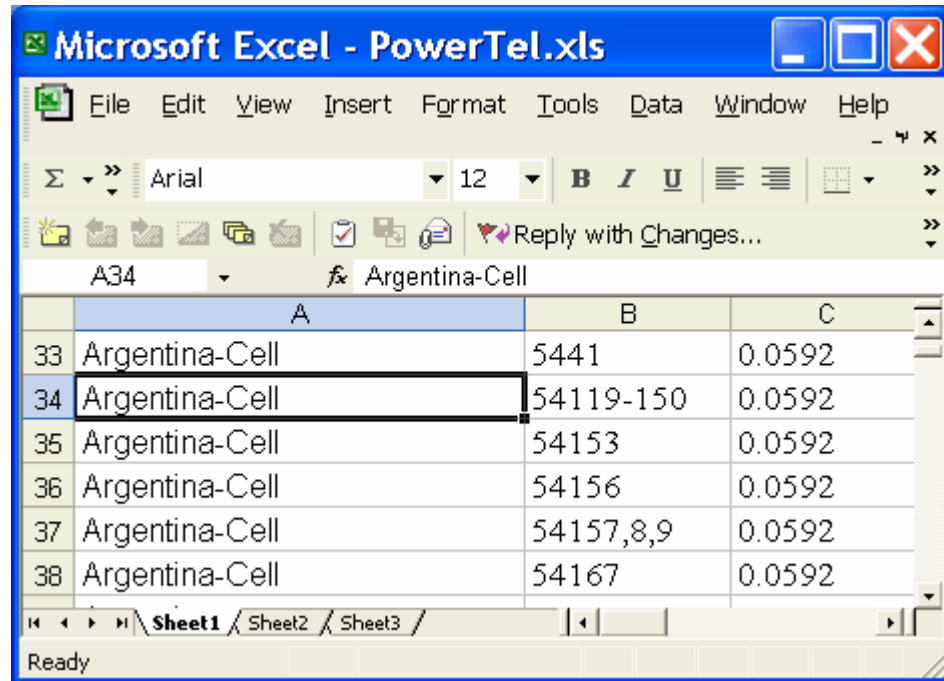 Microsoft Excel - PowerTel.xls
File Edit View Insert Format Tools Data Window Help
Σ » Arial 12 B I U »
Reply with Changes... »
A34 fx Argentina-Cell
A B C
33 Argentina-Cell 5441 0.0592
34 Argentina-Cell 54119-150 0.0592
35 Argentina-Cell 54153 0.0592
36 Argentina-Cell 54156 0.0592
37 Argentina-Cell 54157,8,9 0.0592
38 Argentina-Cell 54167 0.0592
Sheet1 / Sheet2 / Sheet3 /
Ready